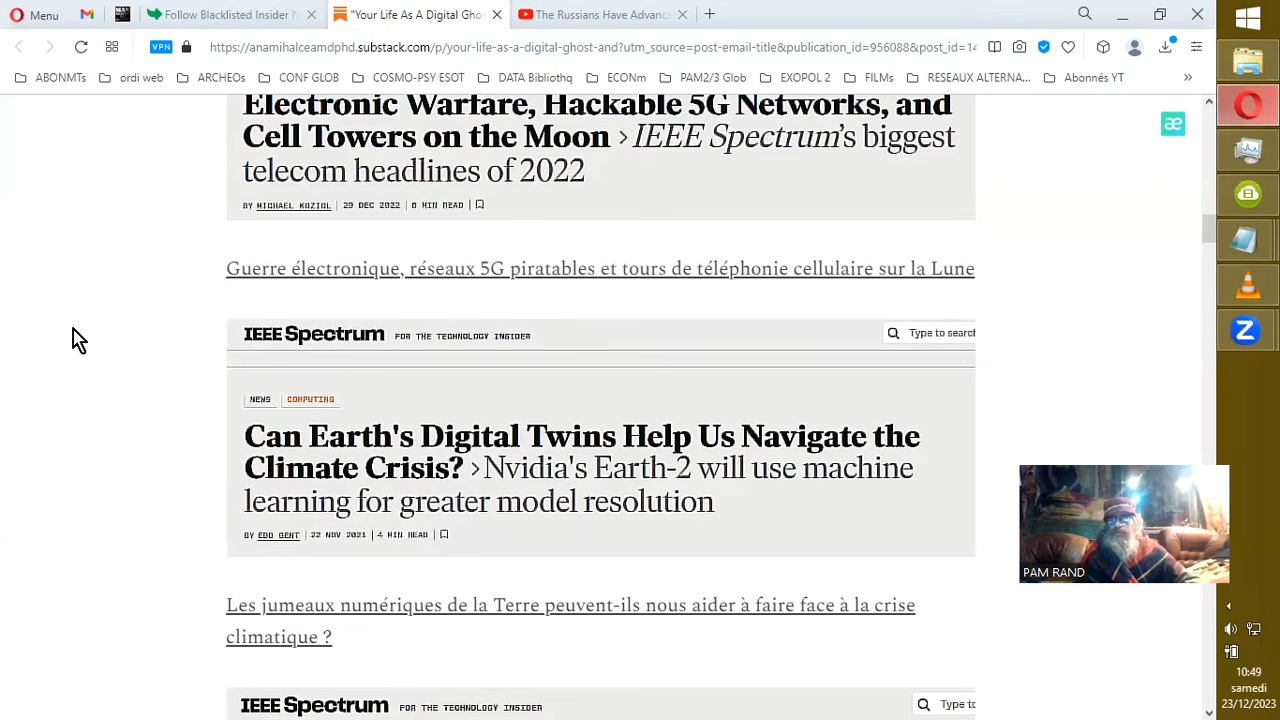 Menu
Follow Blacklisted Insider N
"Your Life As A Digital Gho
The Russians Have Advanc
VPN
https://anamihalceamdphd.substack.com/p/your-life-as-a-digital-ghost-and?utm_source=post-email-title&publication_id=956088&post_id=14
ABONMTs
ordi web
ARCHEOs
CONF GLOB
COSMO-PSY ESOT
DATA Biblipthq
ECONm
PAM2/3 Glob
EXOPOL 2
FILMs
RESEAUX ALTERNA...
Abonnés YT
»
Electronic Warfare, Hackable 5G Networks, and
Cell Towers on the Moon > IEEE Spectrum's biggest
telecom headlines of 2022
BY MICHAEL KOZIOL | 29 DEC 2022 | 6 MIN READ |
Guerre électronique, réseaux 5G piratables et tours de téléphonie cellulaire sur la Lune
IEEE Spectrum FOR THE TECHNOLOGY INSIDER
Type to search
NEWS
COMPUTING
Can Earth's Digital Twins Help Us Navigate the
Climate Crisis? > Nvidia's Earth-2 will use machine
learning for greater model resolution
BY EDD GENT | 22 NOV 2021 | 4 MIN READ |
Les jumeaux numériques de la Terre peuvent-ils nous aider à faire face à la crise
climatique ?
IEEE Spectrum FOR THE TECHNOLOGY INSIDER
Type to
æ
PAM RAND
Z
10:49
samedi
23/12/2023